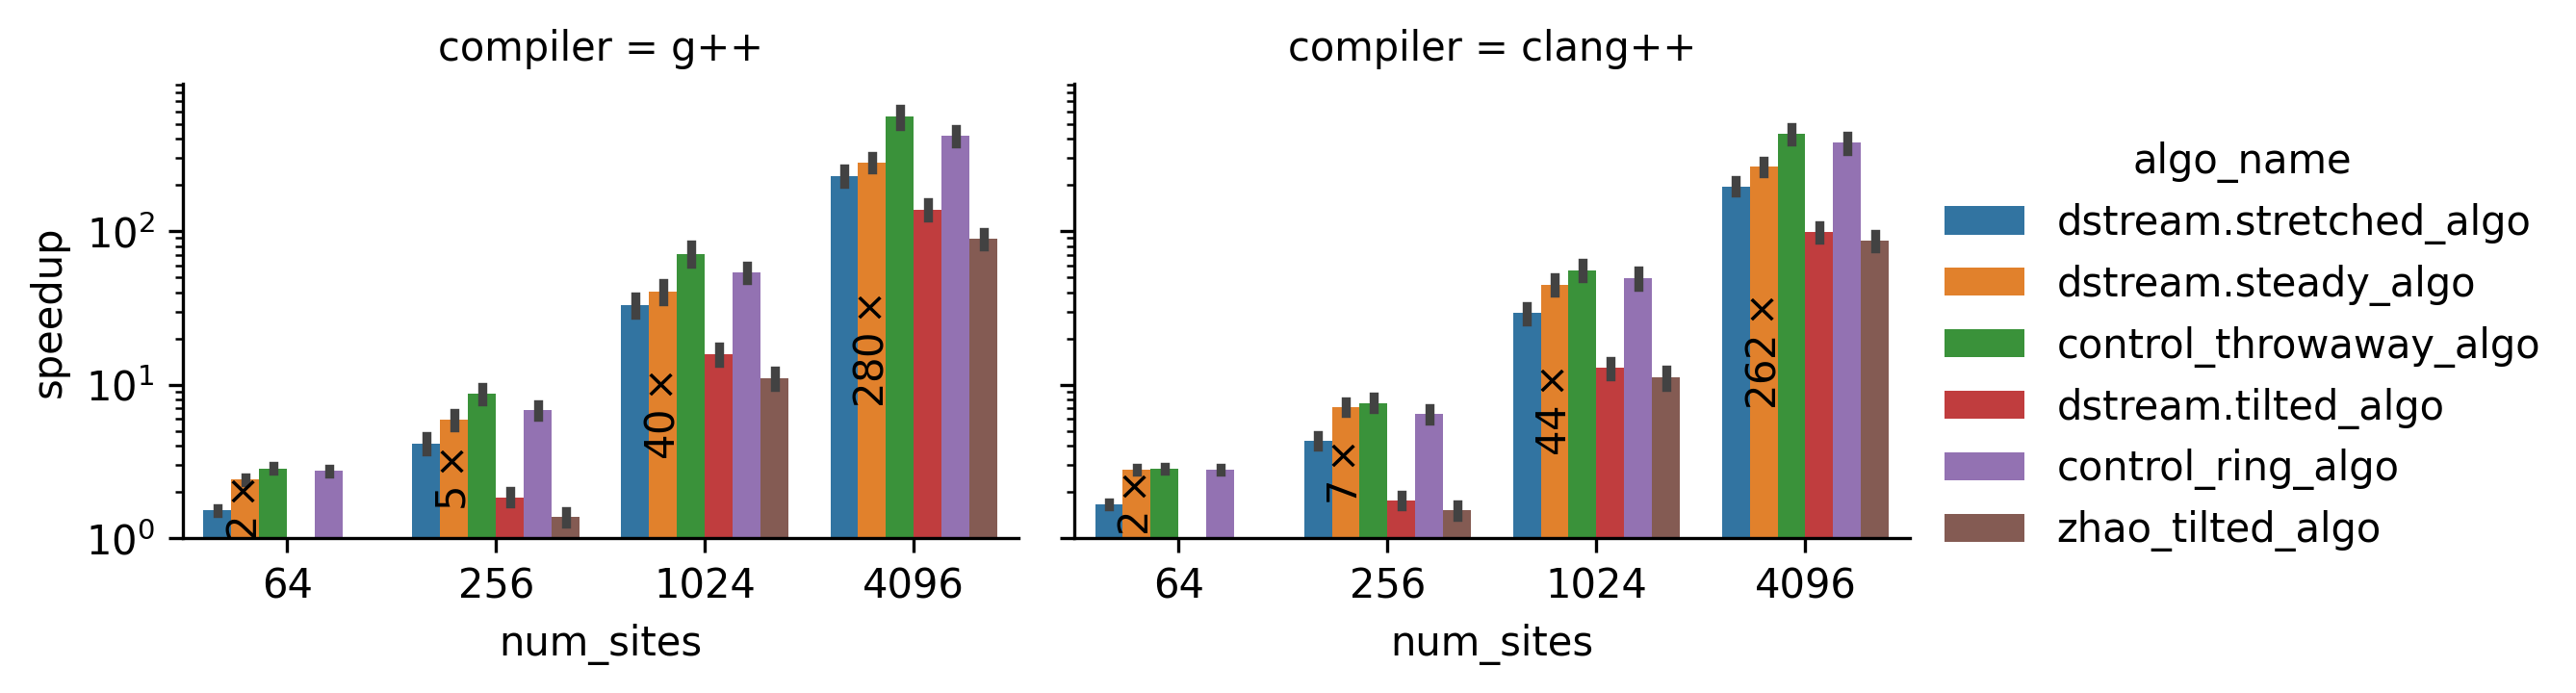 compiler = g++
compiler = clang++
speedup
10²
10¹
10⁰
2×
5×
40×
280×
2×
7×
44×
262×
64
256
1024
4096
64
256
1024
4096
num_sites
num_sites
algo_name
dstream.stretched_algo
dstream.steady_algo
control_throwaway_algo
dstream.tilted_algo
control_ring_algo
zhao_tilted_algo